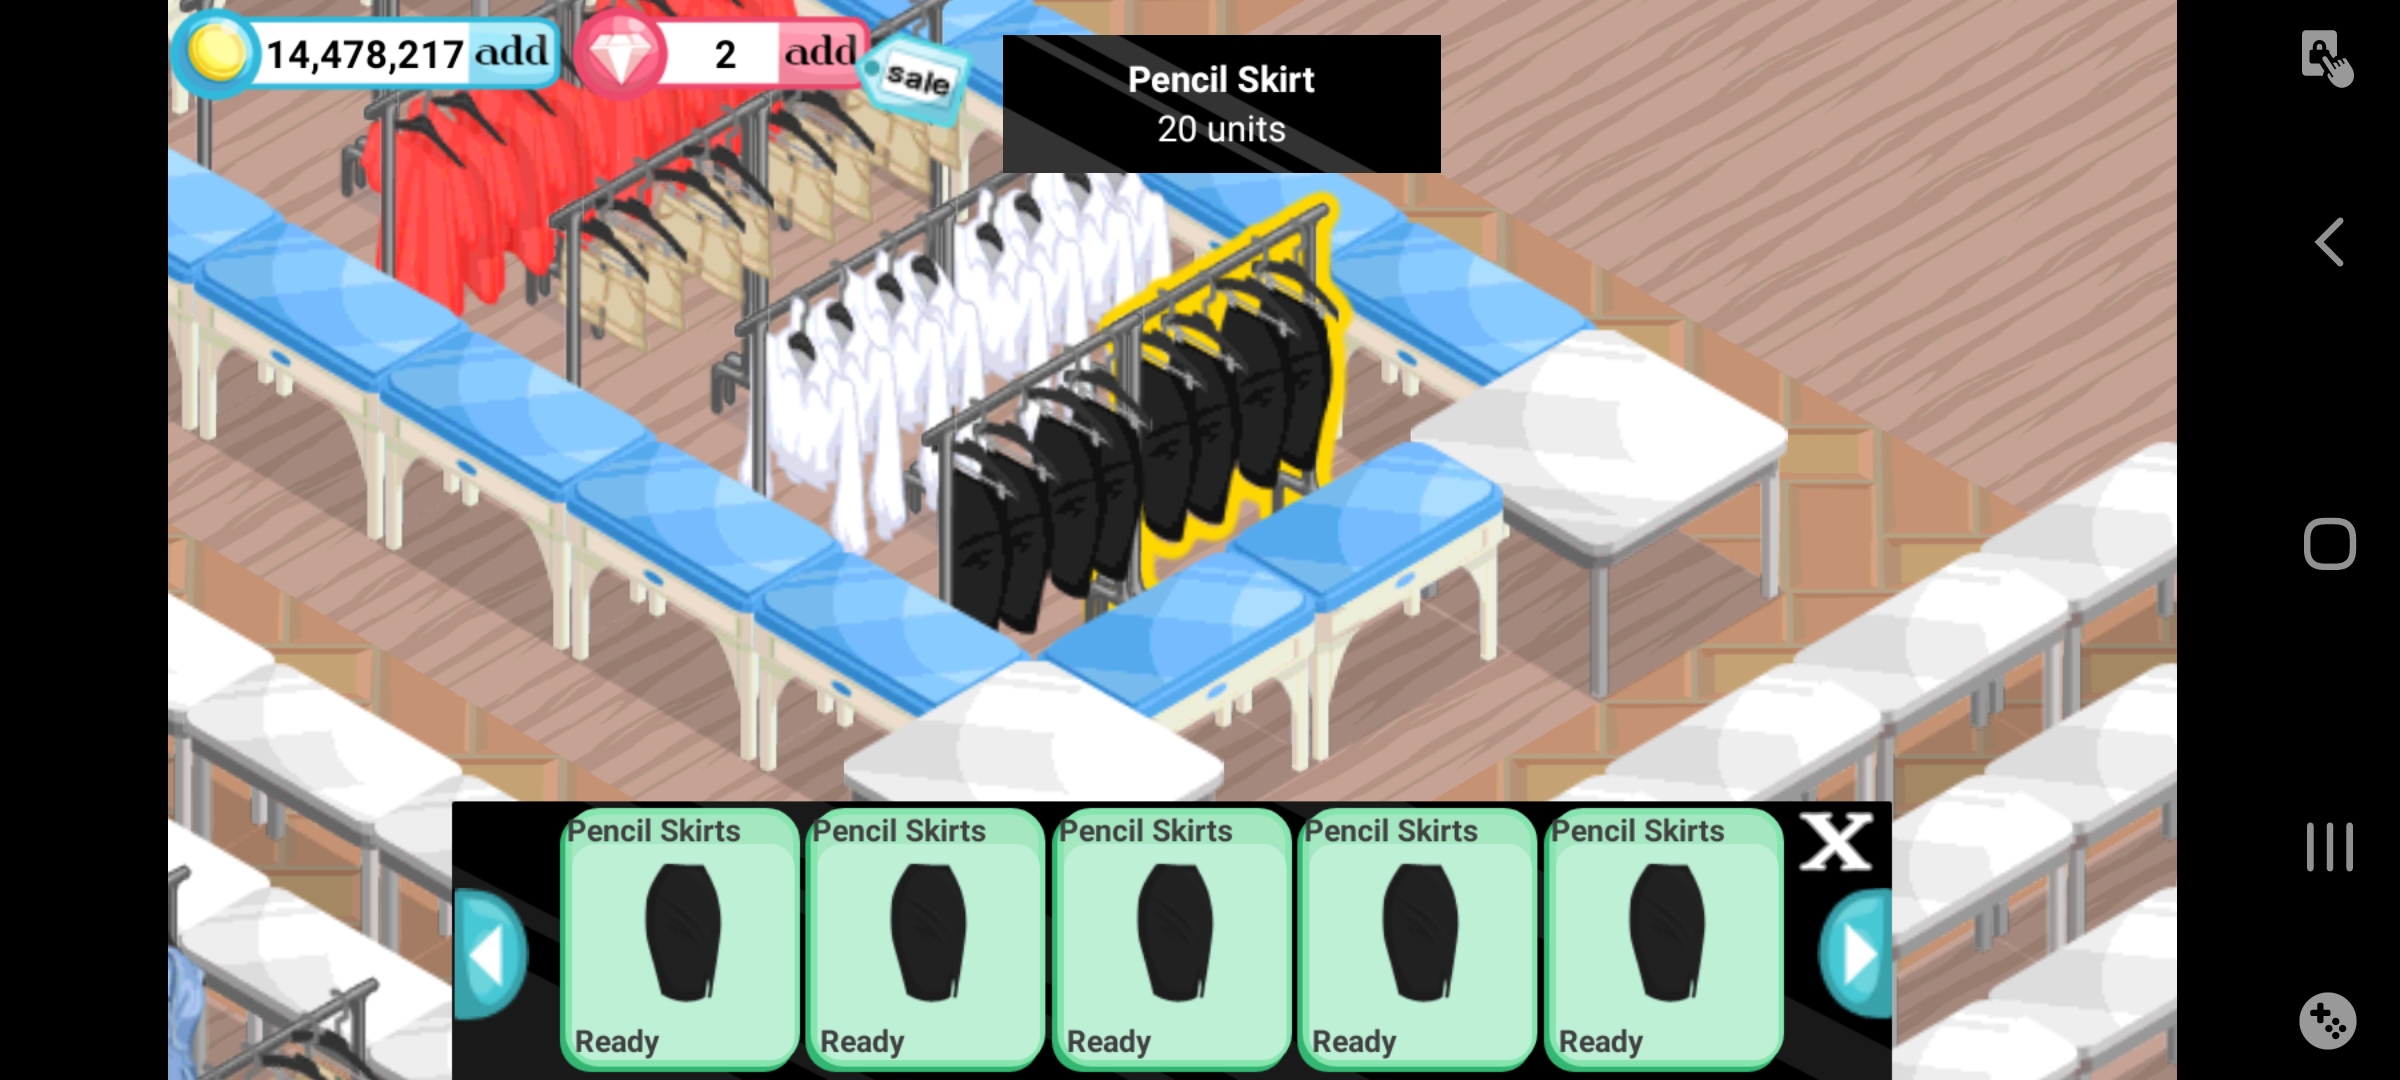 14,478,217 add
2 add
sale
Pencil Skirt
20 units
Pencil Skirts
Pencil Skirts
Pencil Skirts
Pencil Skirts
Pencil Skirts
X
Ready
Ready
Ready
Ready
Ready